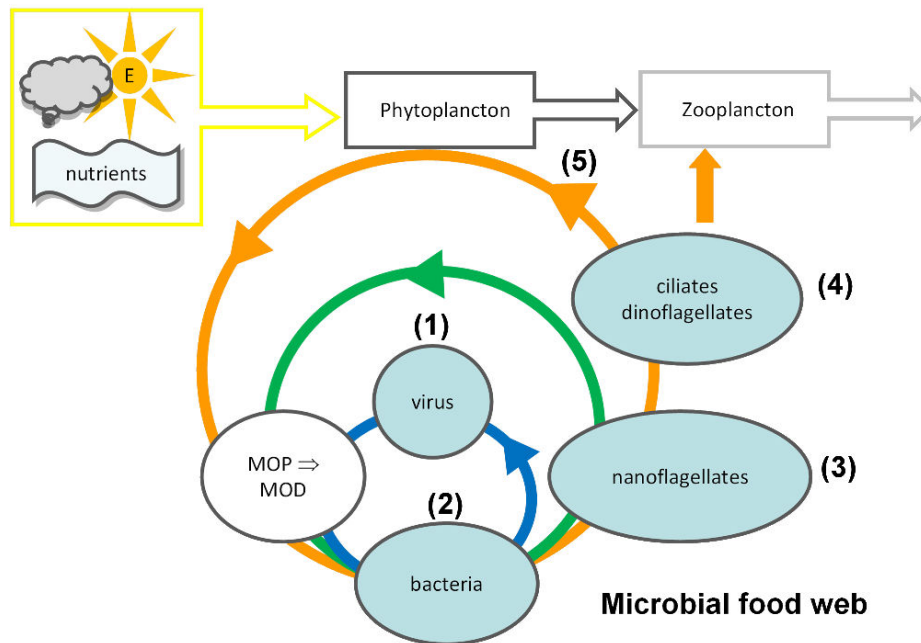 E
nutrients
Phytoplancton
Zooplancton
(5)
ciliates
dinoflagellates
(4)
(1)
virus
MOP ⇒
MOD
nanoflagellates
(3)
(2)
bacteria
Microbial food web